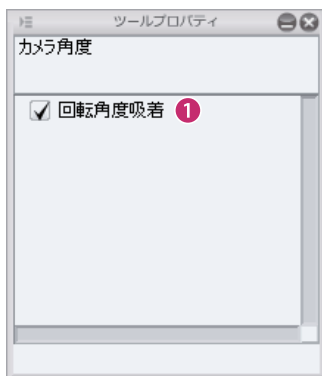 ツールプロパティ
カメラ角度
回転角度吸着 1